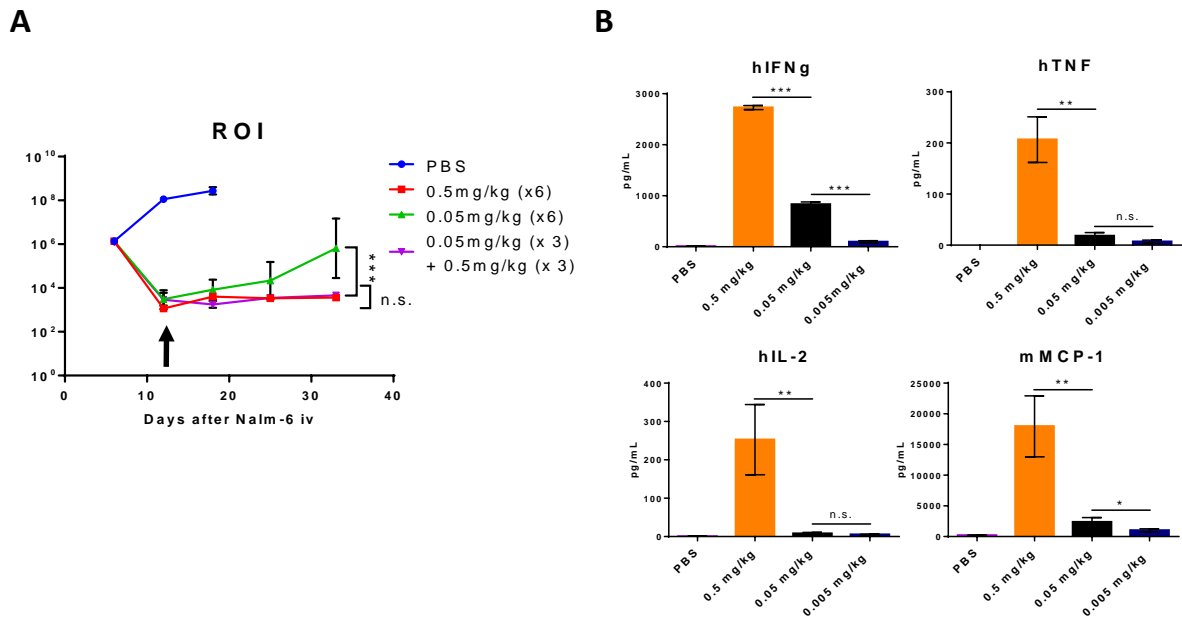 A
ROI
10^10
10^8
10^6
10^4
10^2
10^0
0 10 20 30 40
Days after Nalm-6 iv
PBS
0.5mg/kg (x6)
0.05mg/kg (x6)
0.05mg/kg (x 3)
+ 0.5mg/kg (x 3)
***
n.s.
B
hIFNg
pg/mL
3000
2000
1000
0
***
***
PBS
0.5 mg/kg
0.05 mg/kg
0.005 mg/kg
hTNF
pg/mL
300
200
100
0
**
n.s.
PBS
0.5 mg/kg
0.05 mg/kg
0.005 mg/kg
hIL-2
pg/mL
400
300
200
100
0
**
n.s.
PBS
0.5 mg/kg
0.05 mg/kg
0.005 mg/kg
mMCP-1
pg/mL
25000
20000
15000
10000
5000
0
**
*
PBS
0.5 mg/kg
0.05 mg/kg
0.005 mg/kg